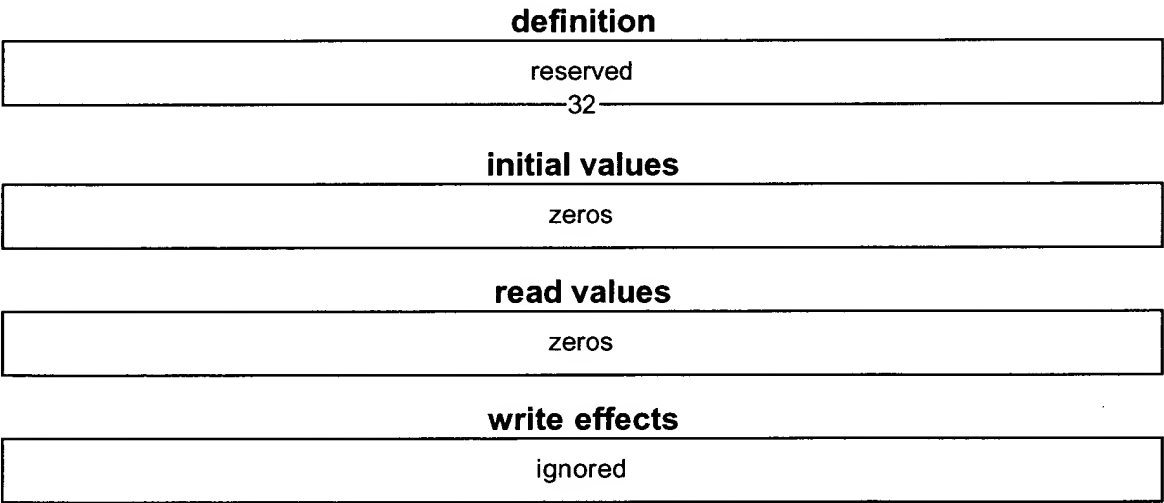 definition
reserved
32
initial values
zeros
read values
zeros
write effects
ignored